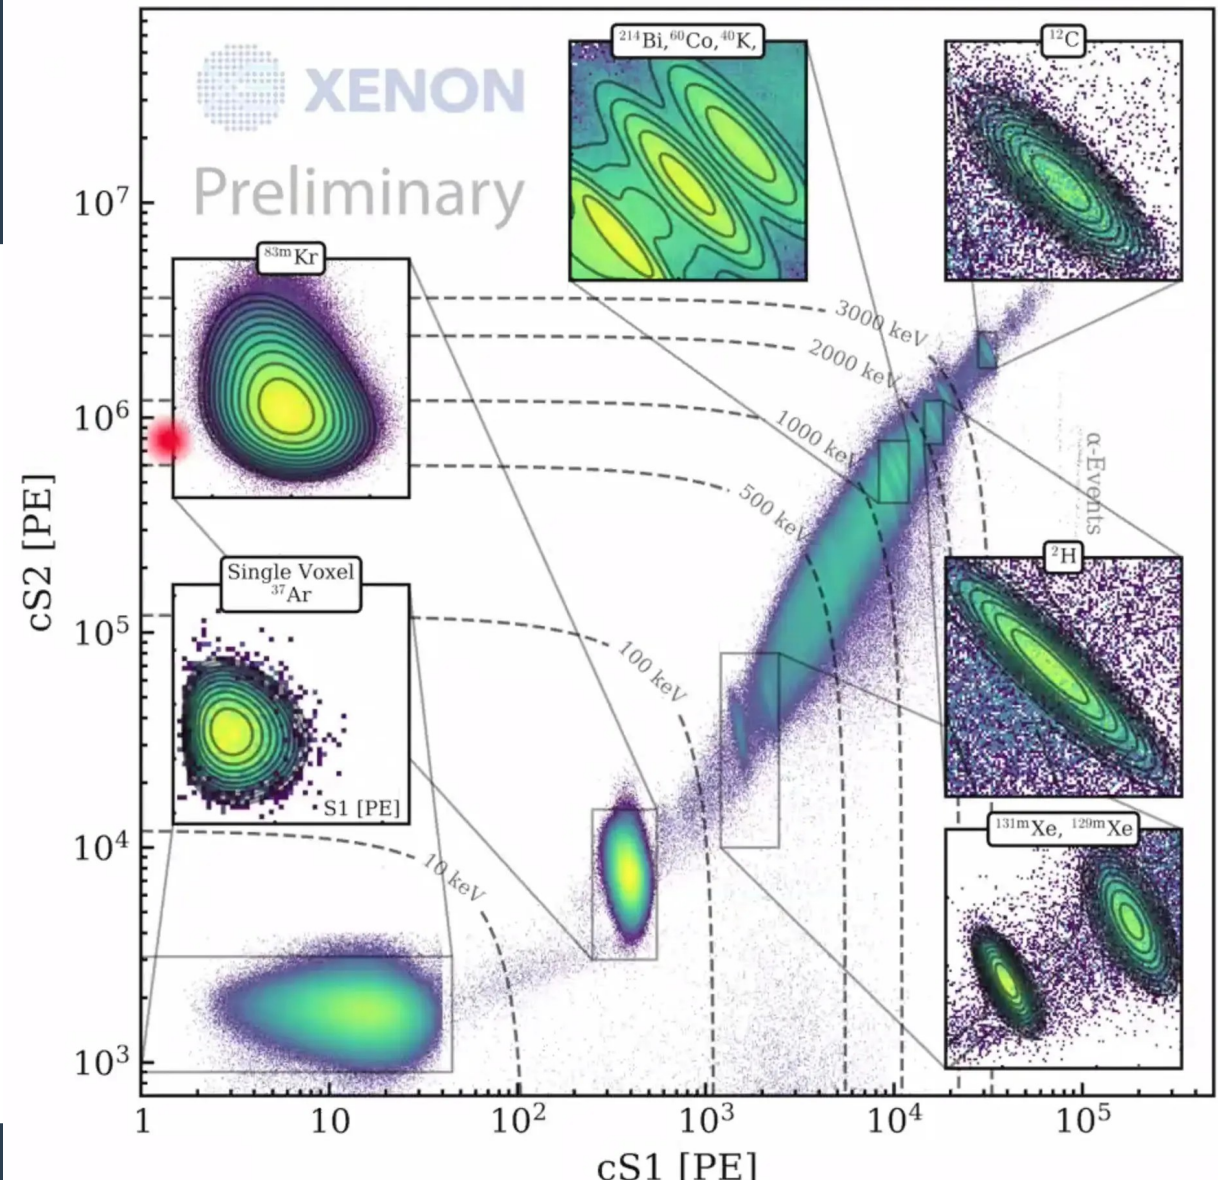 XENON
Preliminary
²¹⁴Bi,⁶⁰Co,⁴⁰K,
¹²C
⁸³ᵐKr
Single Voxel
³⁷Ar
S1 [PE]
3000 keV
2000 keV
1000 keV
500 keV
100 keV
10 keV
α-Events
²H
¹³¹ᵐXe, ¹²⁹ᵐXe
cS2 [PE]
10⁷
10⁶
10⁵
10⁴
10³
1
10
10²
10³
10⁴
10⁵
cS1 [PE]